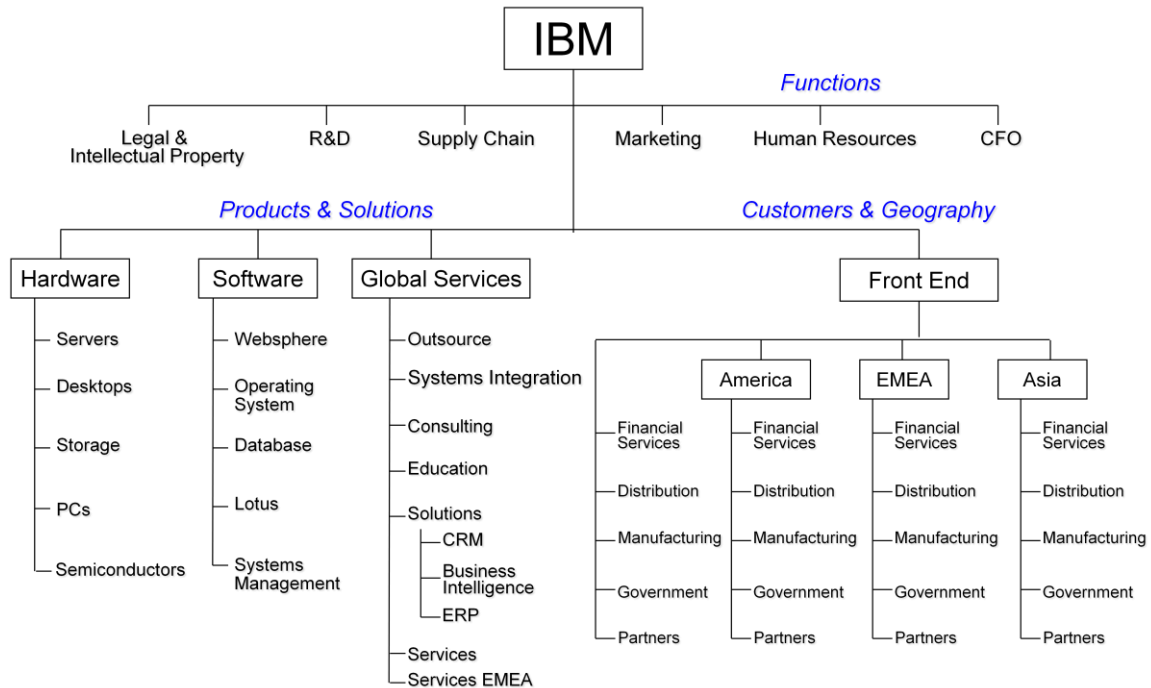 IBM
Functions
Legal &
Intellectual Property
R&D
Supply Chain
Marketing
Human Resources
CFO
Products & Solutions
Customers & Geography
Hardware
Servers
Desktops
Storage
PCs
Semiconductors
Software
Websphere
Operating
System
Database
Lotus
Systems
Management
Global Services
Outsource
Systems Integration
Consulting
Education
Solutions
CRM
Business
Intelligence
ERP
Services
Services EMEA
Front End
Financial
Services
Distribution
Manufacturing
Government
Partners
America
Financial
Services
Distribution
Manufacturing
Government
Partners
EMEA
Financial
Services
Distribution
Manufacturing
Government
Partners
Asia
Financial
Services
Distribution
Manufacturing
Government
Partners